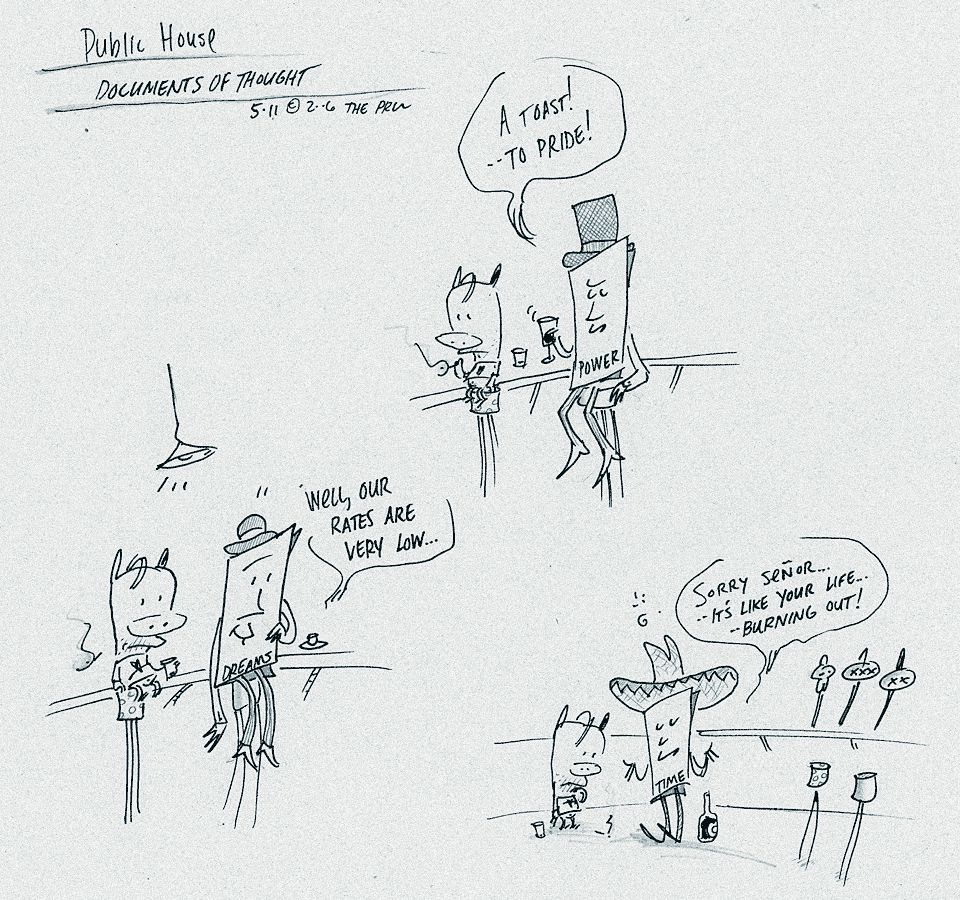 Public House
DOCUMENTS OF THOUGHT
5·11 © 2··6 THE
A TOAST!
--TO PRIDE!
POWER
Well, OUR
RATES ARE
VERY LOW...
DREAMS
SORRY SEÑOR...
--IT'S LIKE YOUR LIFE...
--BURNING OUT!
TIME
XXX
XX